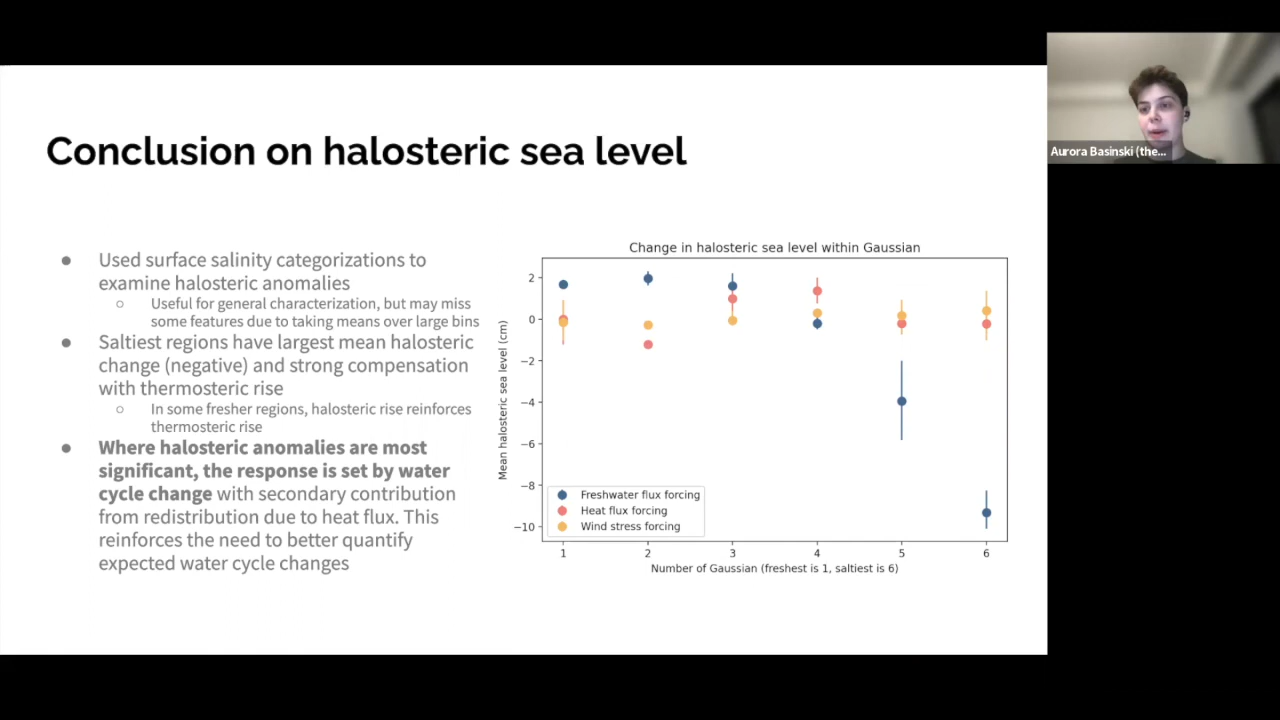 Conclusion on halosteric sea level
Used surface salinity categorizations to
examine halosteric anomalies
Useful for general characterization, but may miss
some features due to taking means over large bins
Saltiest regions have largest mean halosteric
change (negative) and strong compensation
with thermosteric rise
In some fresher regions, halosteric rise reinforces
thermosteric rise
Where halosteric anomalies are most
significant, the response is set by water
cycle change with secondary contribution
from redistribution due to heat flux. This
reinforces the need to better quantify
expected water cycle changes
Change in halosteric sea level within Gaussian
Mean halosteric sea level (cm)
2
0
−2
−4
−6
−8
−10
Freshwater flux forcing
Heat flux forcing
Wind stress forcing
1 2 3 4 5 6
Number of Gaussian (freshest is 1, saltiest is 6)
Aurora Basinski (the...